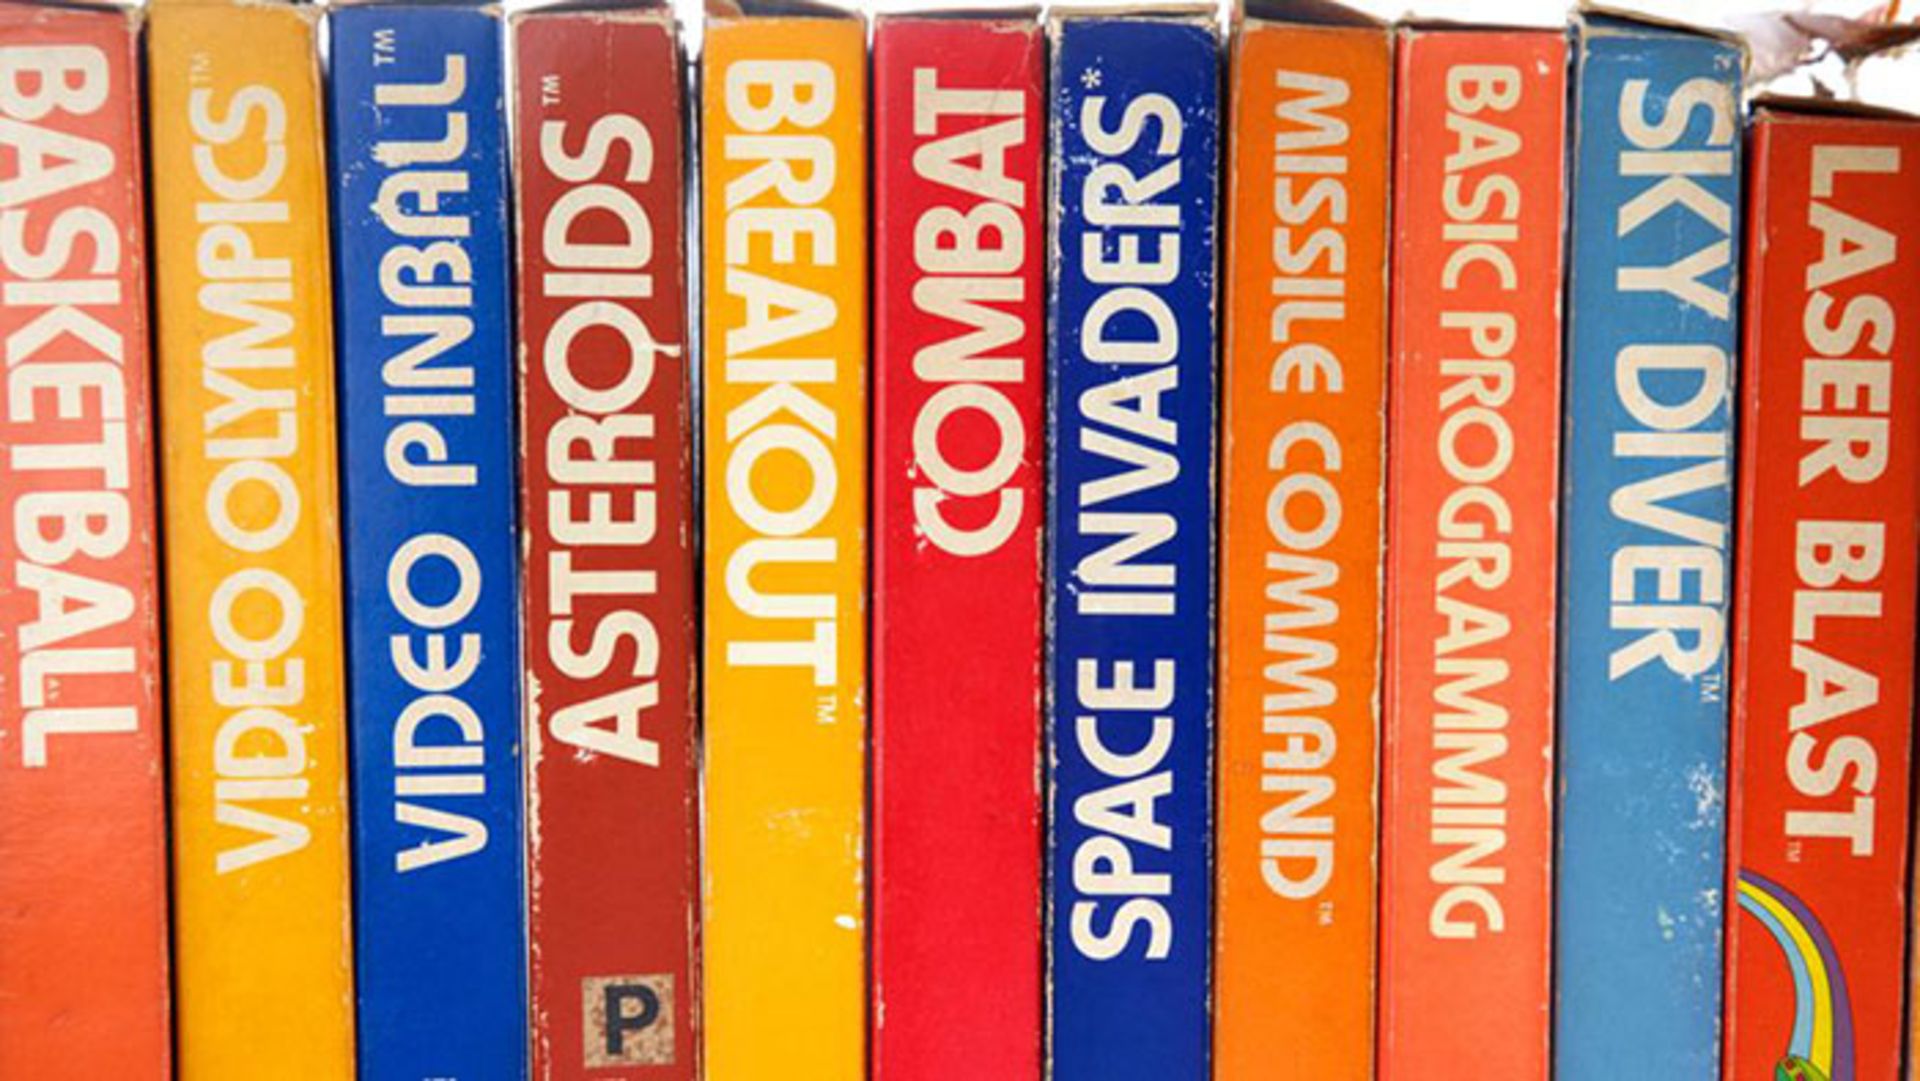 BASKETBALL
VIDEO OLYMPICS™
VIDEO PINBALL™
ASTEROIDS™
P
BREAKOUT™
COMBAT
SPACE INVADERS*
MISSILE COMMAND™
BASIC PROGRAMMING
SKY DIVER™
LASER BLAST™